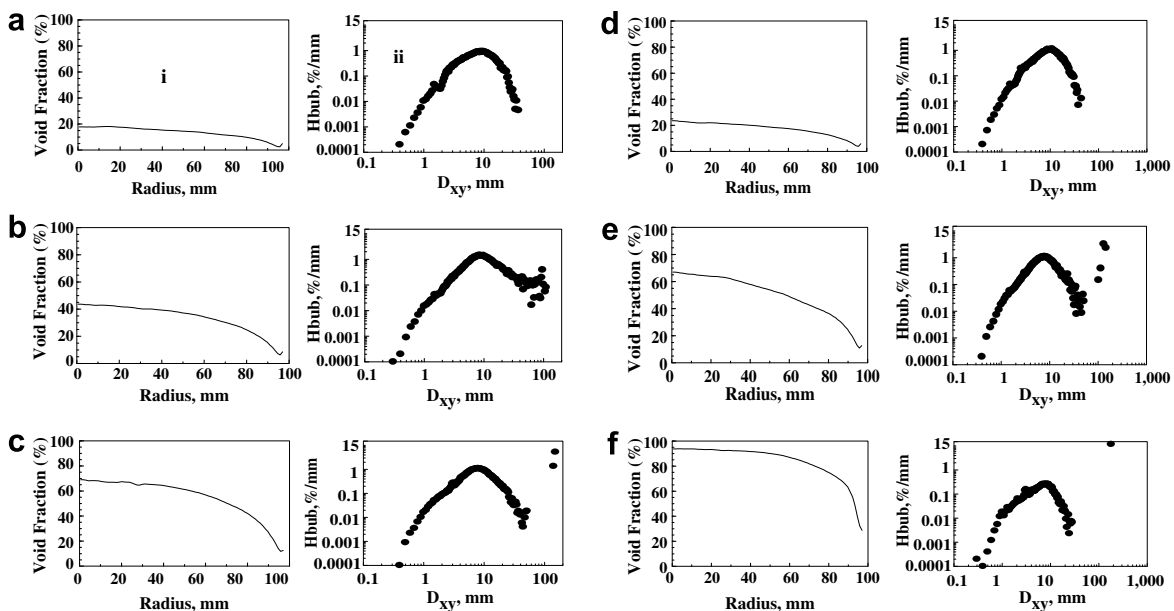 a
Void Fraction (%)
100
80
60
40
20
0
i
0 20 40 60 80 100
Radius, mm
Hbub,%/mm
15
1
0.1
0.01
0.001
0.0001
ii
0.1 1 10 100
Dxy, mm
d
Void Fraction (%)
100
80
60
40
20
0
0 20 40 60 80 100
Radius, mm
Hbub,%/mm
15
1
0.1
0.01
0.0001
0.1 1 10 100 1,000
Dxy, mm
b
Void Fraction (%)
100
80
60
40
20
0
0 20 40 60 80 100
Radius, mm
Hbub,%/mm
15
1
0.1
0.01
0.001
0.0001
0.1 1 10 100
Dxy, mm
e
Void Fraction (%)
100
80
60
40
20
0
0 20 40 60 80 100
Radius, mm
Hbub,%/mm
15
1
0.1
0.01
0.001
0.0001
0.1 1 10 100 1,000
Dxy, mm
c
Void Fraction (%)
100
80
60
40
20
0
0 20 40 60 80 100
Radius, mm
Hbub,%/mm
15
1
0.1
0.01
0.001
0.0001
0.1 1 10 100
Dxy, mm
f
Void Fraction (%)
100
80
60
40
20
0
0 20 40 60 80 100
Radius, mm
Hbub,%/mm
15
1
0.1
0.01
0.001
0.0001
0.1 1 10 100 1,000
Dxy, mm